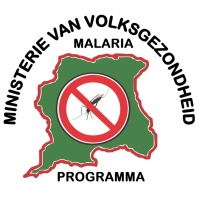 MINISTERIE VAN VOLKSGEZONDHEID
MALARIA
PROGRAMMA